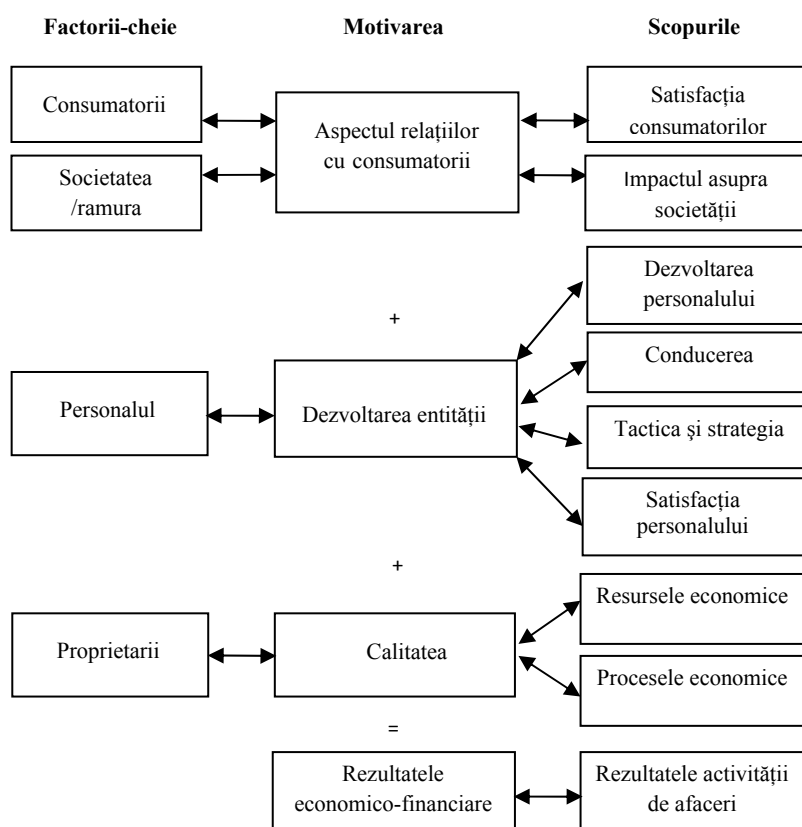 Factorii-cheie Motivarea Scopurile
Consumatorii
Societatea
/ramura
Aspectul relațiilor
cu consumatorii
Satisfacția
consumatorilor
Impactul asupra
societății
+
Personalul
Dezvoltarea entității
Dezvoltarea
personalului
Conducerea
Tactica și strategia
Satisfacția
personalului
+
Proprietarii
Calitatea
Resursele economice
Procesele economice
=
Rezultatele
economico-financiare
Rezultatele activității
de afaceri